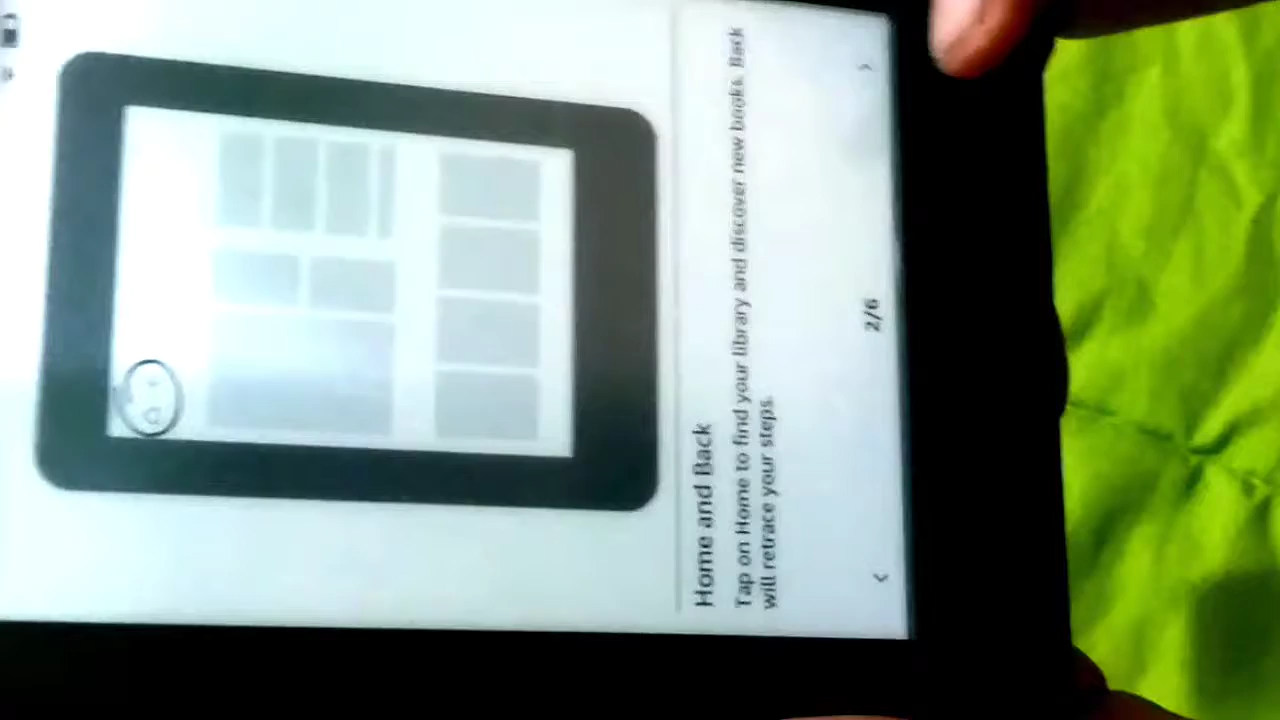 Home and Back
Tap on Home to find your library and discover new books. Back
will retrace your steps.
< 2/6 >